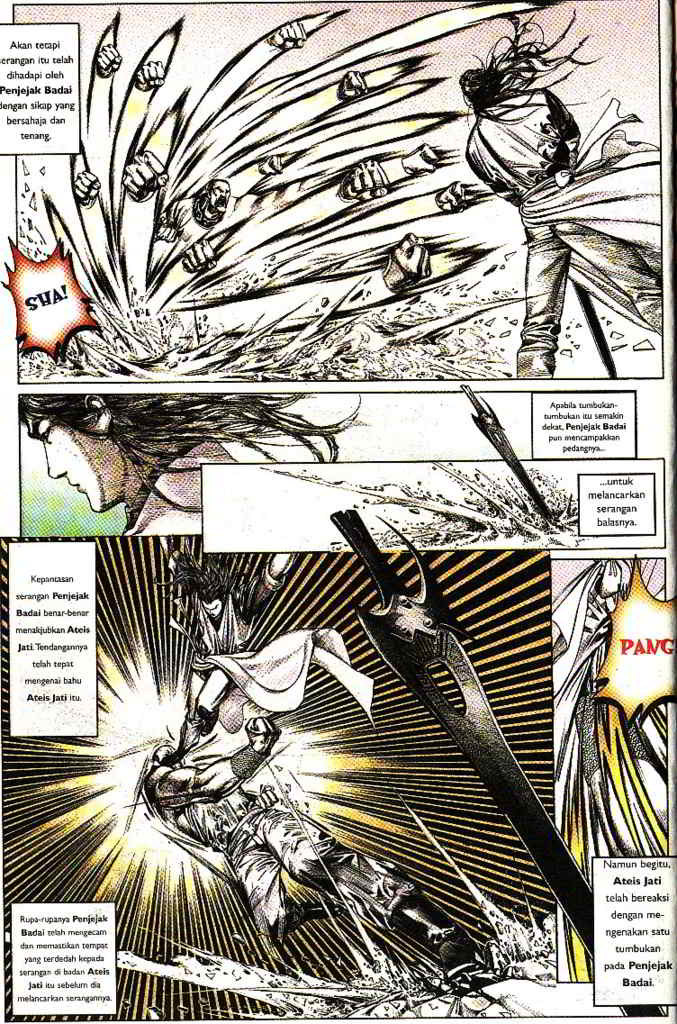 Akan tetapi
serangan itu telah
dihadapi oleh
Penjejak Badai
dengan sikap yang
bersahaja dan
tenang.
SHA!
Apabila tumbukan-
tumbukan itu semakin
dekat, Penjejak Badai
pun mencampakkan
pedangnya...
...untuk
melancarkan
serangan
balasnya.
Kepantasan
serangan Penjejak
Badai benar-benar
menakjubkan Ateis
Jati. Tendangannya
telah tepat
mengenai bahu
Ateis Jati itu.
PANG
Rupa-rupanya Penjejak
Badai telah mengecam
dan memastikan tempat
yang terdedah kepada
serangan di badan Ateis
Jati itu sebelum dia
melancarkan serangannya.
Namun begitu,
Ateis Jati
telah bereaksi
dengan me-
ngenakan satu
tumbukan
pada Penjejak
Badai.